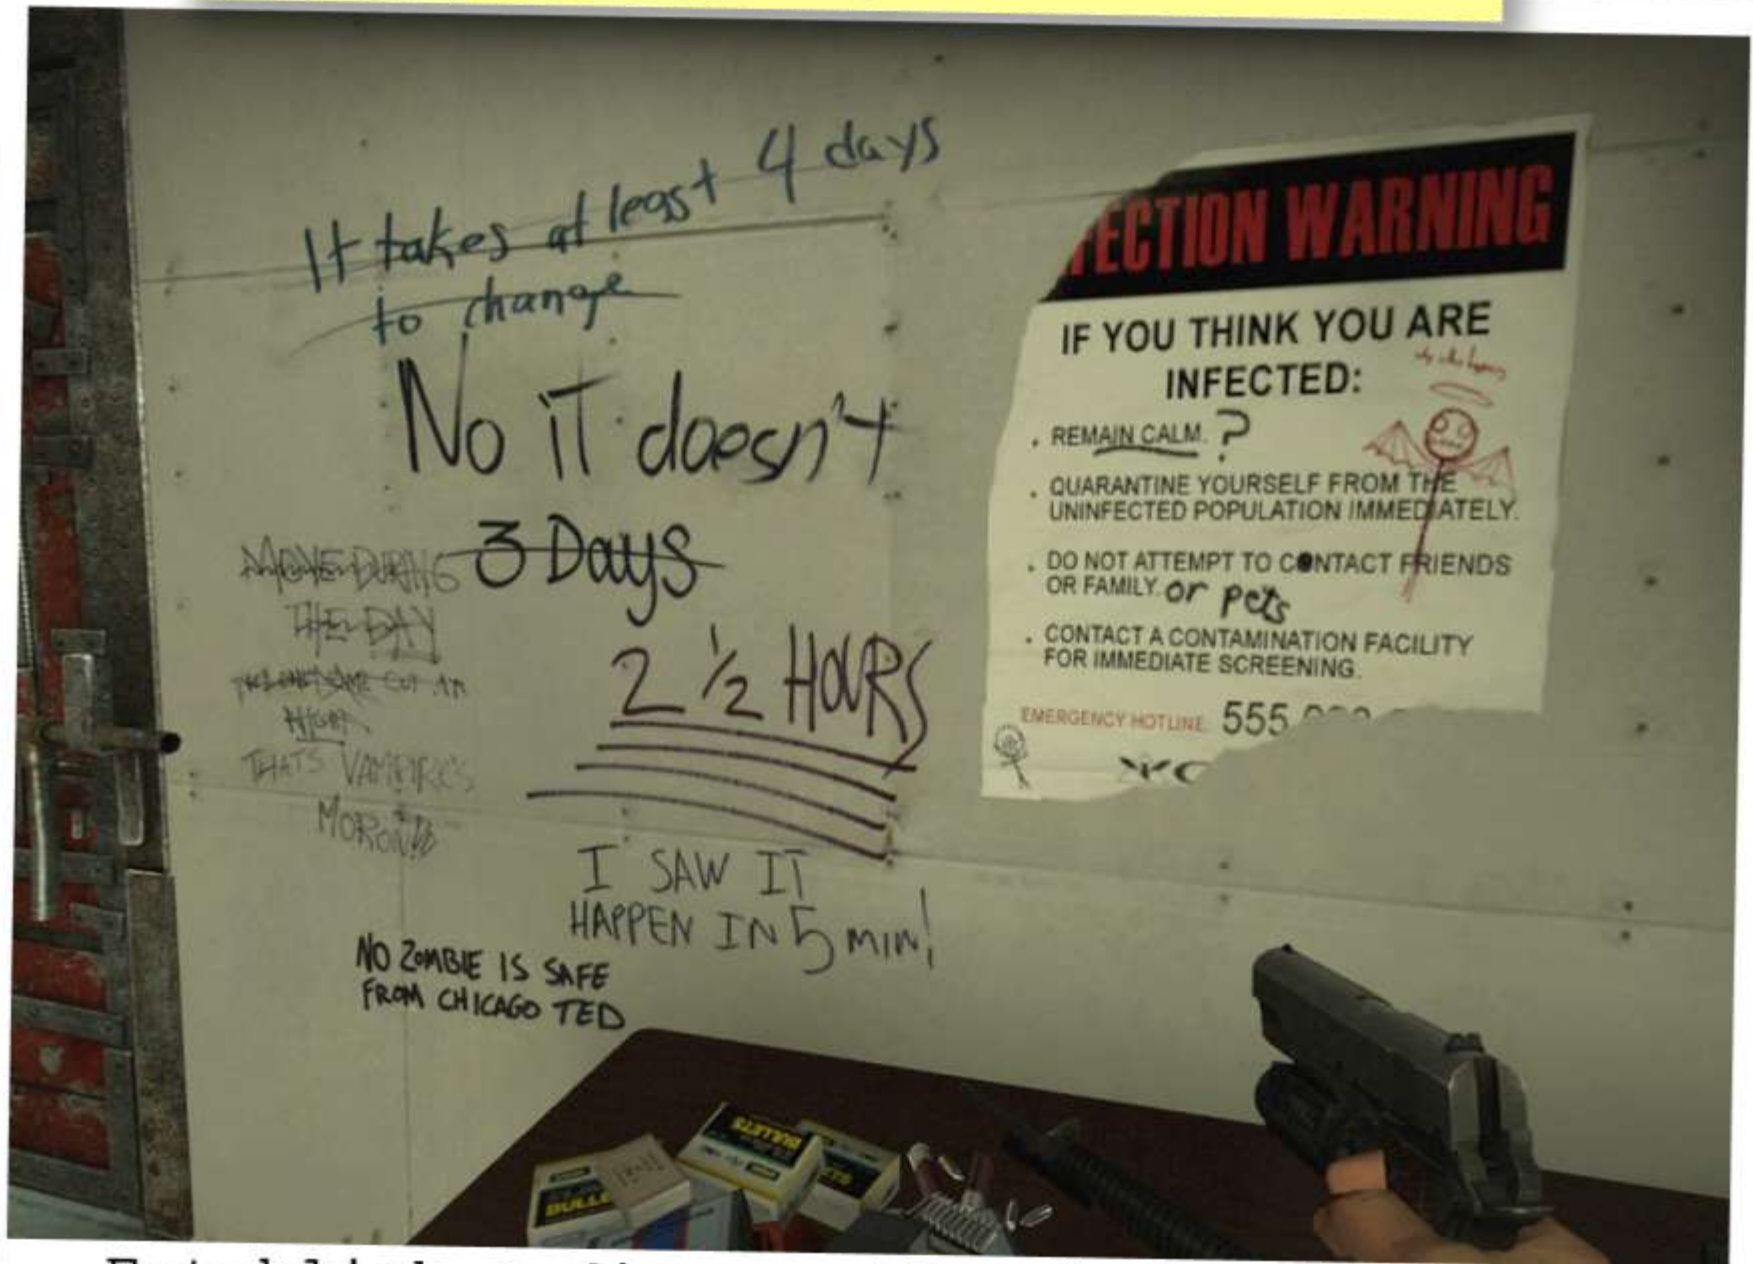 It takes at least 4 days
to change
No iT doesn't
3 Days
MOVE DURING
THE DAY
NIGHT
THATS VAMPIRES
MORON!!!
2 1/2 HOURS
I SAW IT
HAPPEN IN 5 MIN!
NO ZOMBIE IS SAFE
FROM CHICAGO TED
FECTION WARNING
IF YOU THINK YOU ARE
INFECTED:
. REMAIN CALM. ?
. QUARANTINE YOURSELF FROM THE
UNINFECTED POPULATION IMMEDIATELY.
. DO NOT ATTEMPT TO CONTACT FRIENDS
OR FAMILY. or pets
. CONTACT A CONTAMINATION FACILITY
FOR IMMEDIATE SCREENING.
EMERGENCY HOTLINE: 555
BULLETS
BULLE